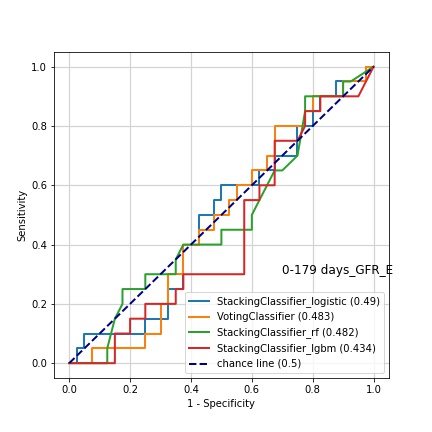 1.0
0.8
0.6
0.4
0.2
0.0
Sensitivity
0-179 days_GFR_E
StackingClassifier_logistic (0.49)
VotingClassifier (0.483)
StackingClassifier_rf (0.482)
StackingClassifier_lgbm (0.434)
chance line (0.5)
0.0 0.2 0.4 0.6 0.8 1.0
1 - Specificity